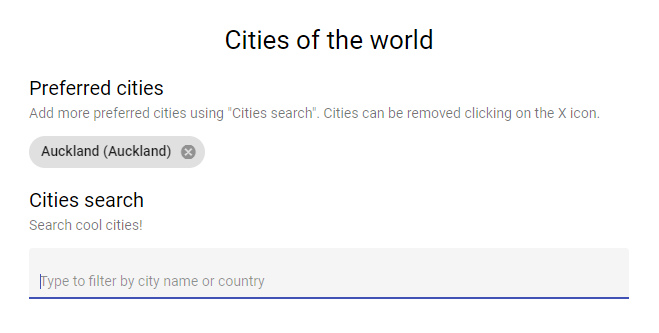 Cities of the world
Preferred cities
Add more preferred cities using "Cities search". Cities can be removed clicking on the X icon.
Auckland (Auckland)
Cities search
Search cool cities!
Type to filter by city name or country